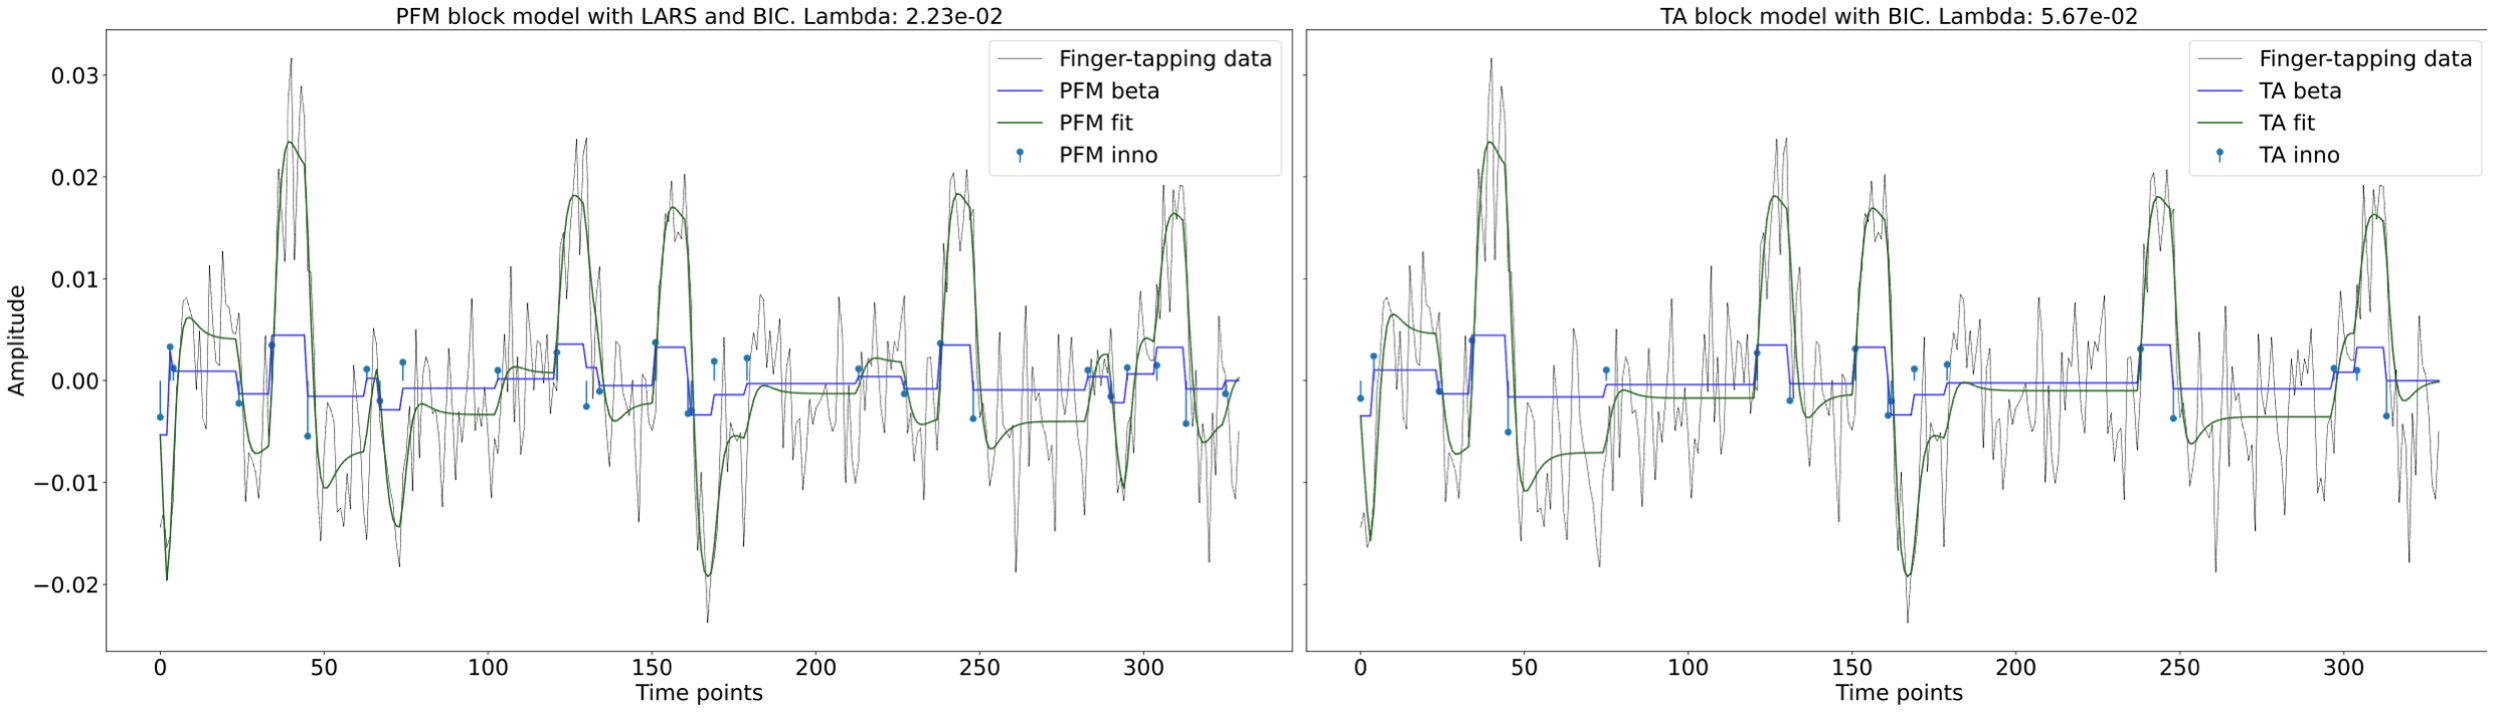 PFM block model with LARS and BIC. Lambda: 2.23e-02
Finger-tapping data
PFM beta
PFM fit
PFM inno
0.03
0.02
0.01
0.00
−0.01
−0.02
Amplitude
0 50 100 150 200 250 300
Time points
TA block model with BIC. Lambda: 5.67e-02
Finger-tapping data
TA beta
TA fit
TA inno
0 50 100 150 200 250 300
Time points